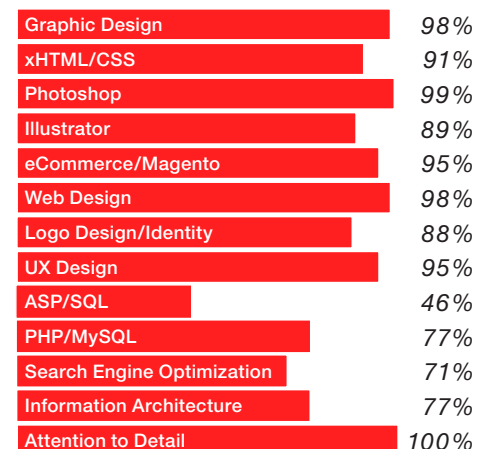 Graphic Design 98%
xHTML/CSS 91%
Photoshop 99%
Illustrator 89%
eCommerce/Magento 95%
Web Design 98%
Logo Design/Identity 88%
UX Design 95%
ASP/SQL 46%
PHP/MySQL 77%
Search Engine Optimization 71%
Information Architecture 77%
Attention to Detail 100%